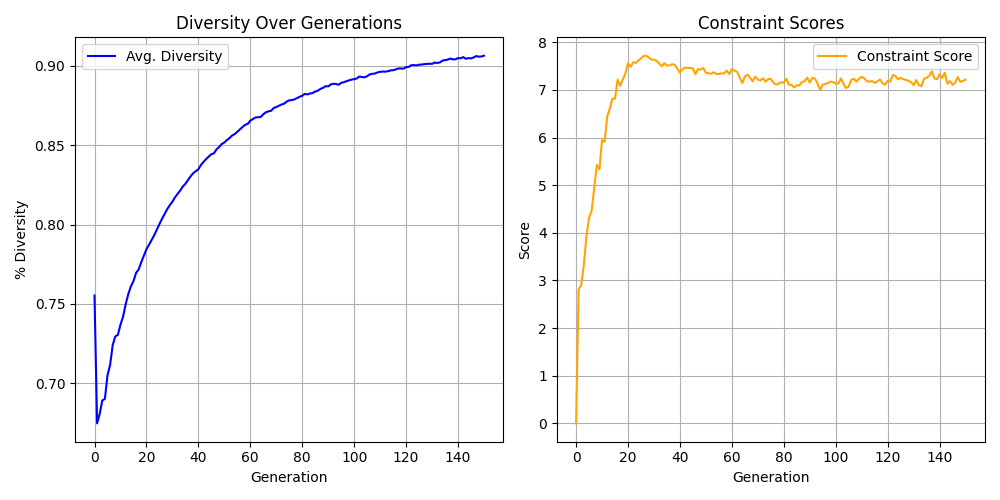 Diversity Over Generations
Avg. Diversity
% Diversity
0.90
0.85
0.80
0.75
0.70
0 20 40 60 80 100 120 140
Generation
Constraint Scores
Constraint Score
Score
8
7
6
5
4
3
2
1
0
0 20 40 60 80 100 120 140
Generation